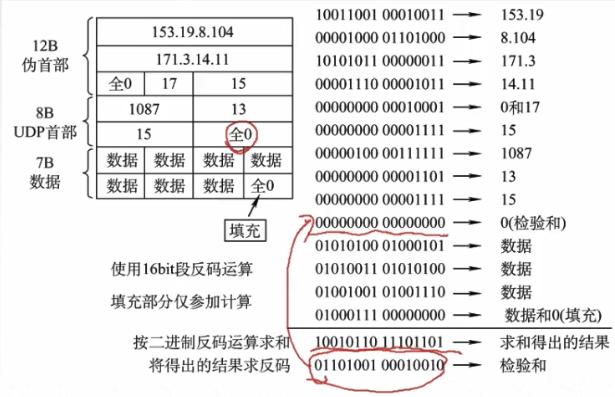 12B
伪首部
153.19.8.104
171.3.14.11
全0 17 15
8B
UDP首部
1087 13
15 全0
7B
数据
数据 数据 数据 数据
数据 数据 数据 全0
填充
使用16bit段反码运算
填充部分仅参加计算
按二进制反码运算求和
将得出的结果求反码
10011001 00010011 → 153.19
00001000 01101000 → 8.104
10101011 00000011 → 171.3
00001110 00001011 → 14.11
00000000 00010001 → 0和17
00000000 00001111 → 15
00000100 00111111 → 1087
00000000 00001101 → 13
00000000 00001111 → 15
00000000 00000000 → 0(检验和)
01010100 01000101 → 数据
01010011 01010100 → 数据
01001001 01001110 → 数据
01000111 00000000 → 数据和0(填充)
10010110 11101101 → 求和得出的结果
01101001 00010010 → 检验和